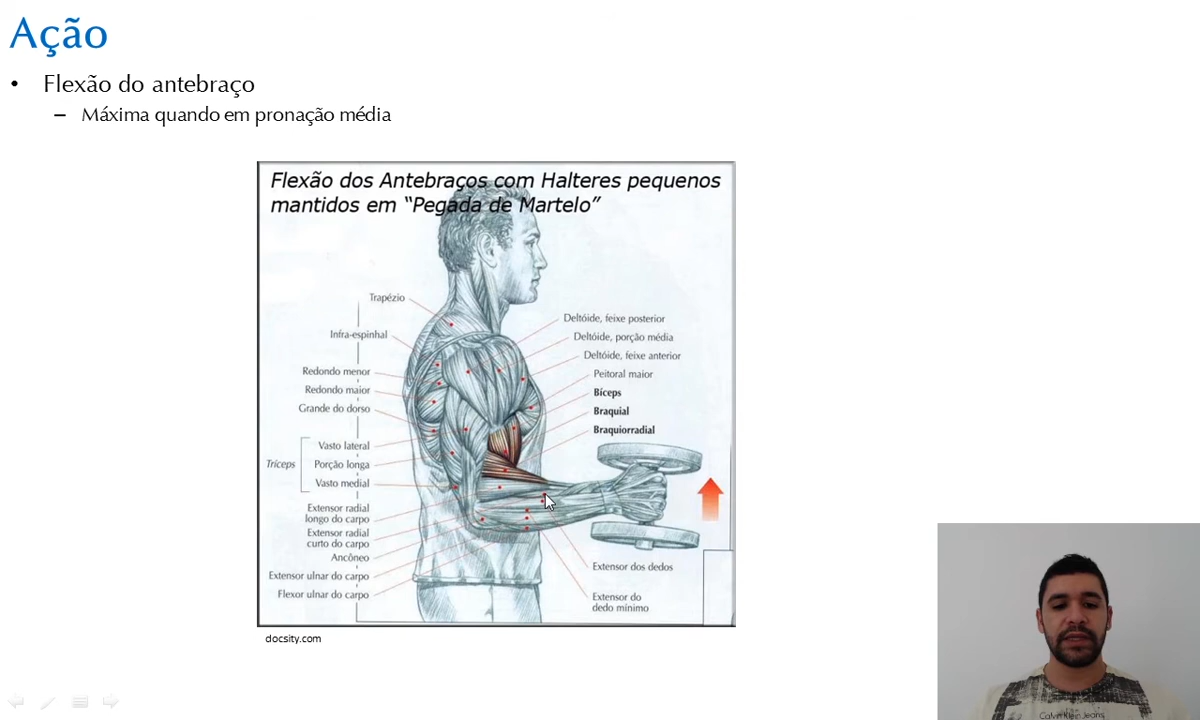 Ação
• Flexão do antebraço
– Máxima quando em pronação média
Flexão dos Antebraços com Halteres pequenos
mantidos em “Pegada de Martelo”
Trapézio
Infra-espinhal
Redondo menor
Redondo maior
Grande do dorso
Tríceps
Vasto lateral
Porção longa
Vasto medial
Extensor radial
longo do carpo
Extensor radial
curto do carpo
Ancôneo
Extensor ulnar do carpo
Flexor ulnar do carpo
Deltóide, feixe posterior
Deltóide, porção média
Deltóide, feixe anterior
Peitoral maior
Bíceps
Braquial
Braquiorradial
Extensor dos dedos
Extensor do
dedo mínimo
docsity.com
Calvin Klein Jeans